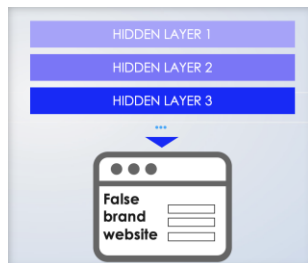 HIDDEN LAYER 1
HIDDEN LAYER 2
HIDDEN LAYER 3
...
False
brand
website